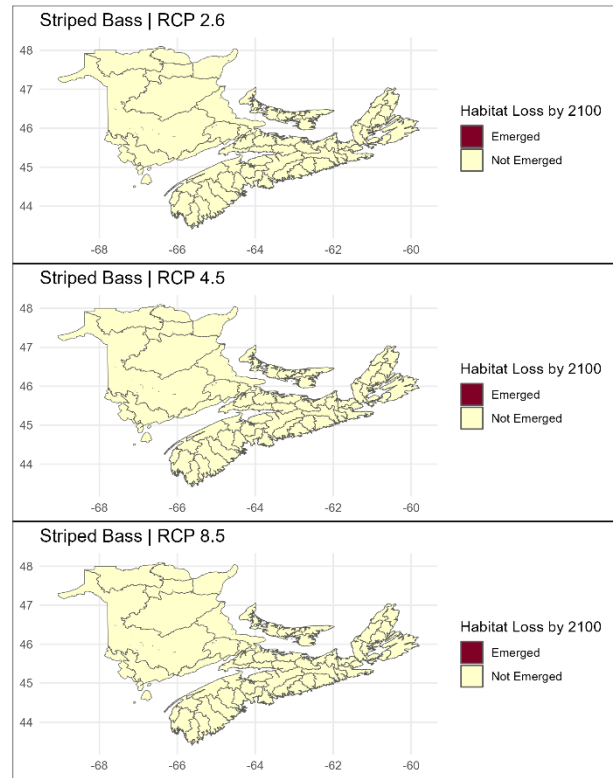 Striped Bass | RCP 2.6
48
47
46
45
44
-68
-66
-64
-62
-60
Habitat Loss by 2100
Emerged
Not Emerged
Striped Bass | RCP 4.5
48
47
46
45
44
-68
-66
-64
-62
-60
Habitat Loss by 2100
Emerged
Not Emerged
Striped Bass | RCP 8.5
48
47
46
45
44
-68
-66
-64
-62
-60
Habitat Loss by 2100
Emerged
Not Emerged